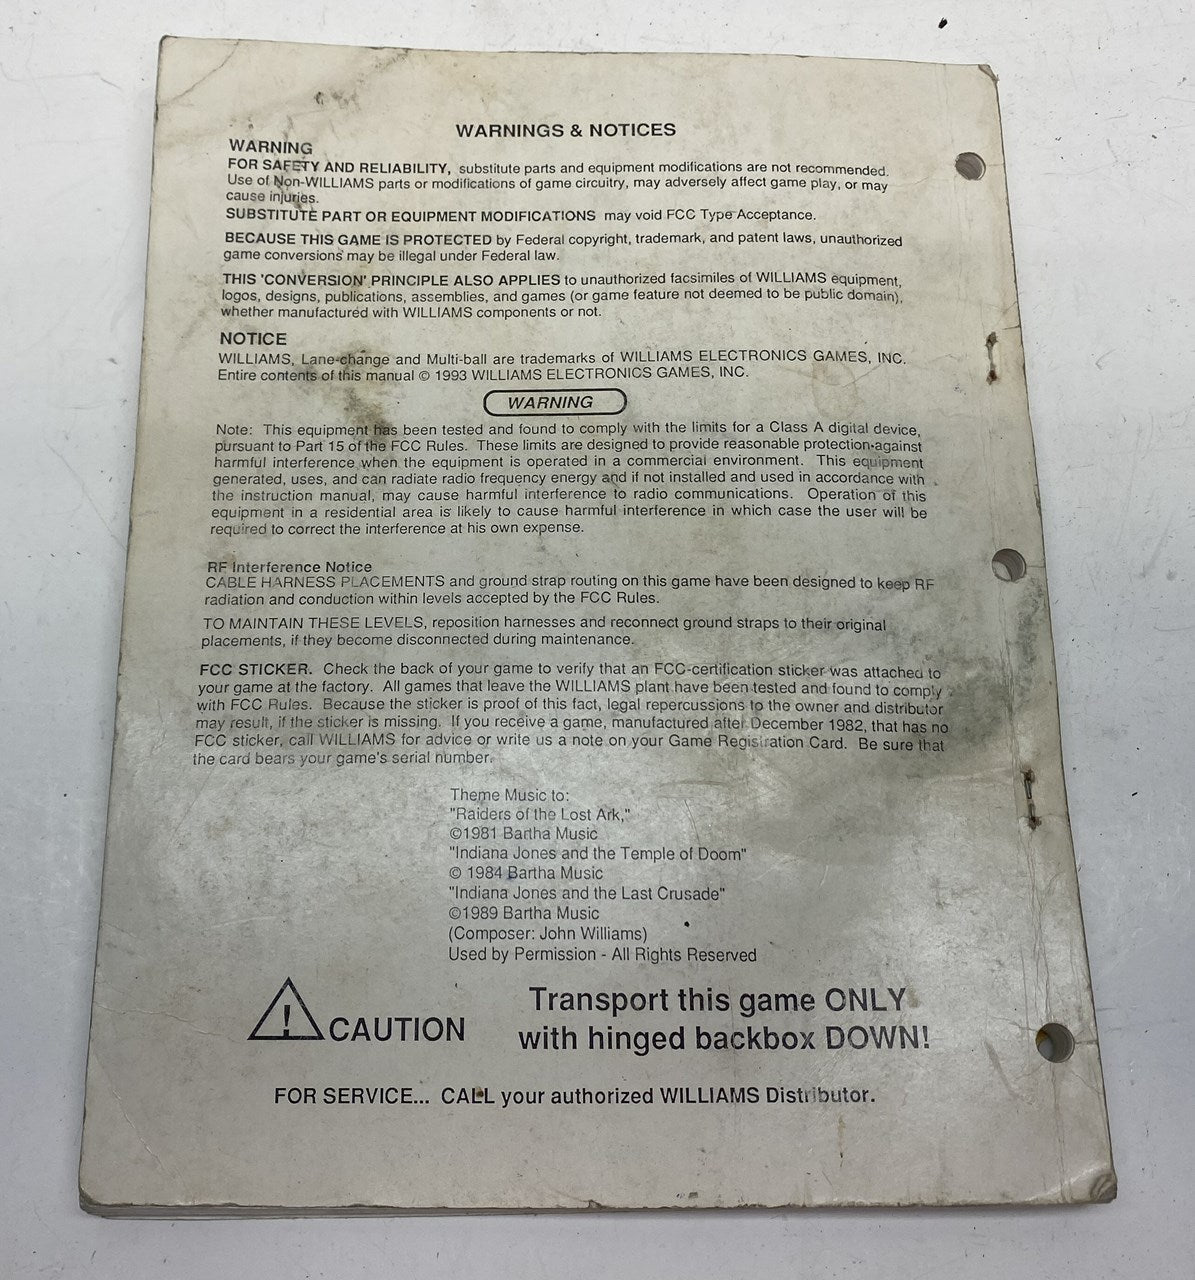 WARNINGS & NOTICES
WARNING
FOR SAFETY AND RELIABILITY, substitute parts and equipment modifications are not recommended.
Use of Non-WILLIAMS parts or modifications of game circuitry, may adversely affect game play, or may
cause injuries.
SUBSTITUTE PART OR EQUIPMENT MODIFICATIONS may void FCC Type Acceptance.
BECAUSE THIS GAME IS PROTECTED by Federal copyright, trademark, and patent laws, unauthorized
game conversions may be illegal under Federal law.
THIS 'CONVERSION' PRINCIPLE ALSO APPLIES to unauthorized facsimiles of WILLIAMS equipment,
logos, designs, publications, assemblies, and games (or game feature not deemed to be public domain),
whether manufactured with WILLIAMS components or not.
NOTICE
WILLIAMS, Lane-change and Multi-ball are trademarks of WILLIAMS ELECTRONICS GAMES, INC.
Entire contents of this manual © 1993 WILLIAMS ELECTRONICS GAMES, INC.
WARNING
Note: This equipment has been tested and found to comply with the limits for a Class A digital device,
pursuant to Part 15 of the FCC Rules. These limits are designed to provide reasonable protection against
harmful interference when the equipment is operated in a commercial environment. This equipment
generated, uses, and can radiate radio frequency energy and if not installed and used in accordance with
the instruction manual, may cause harmful interference to radio communications. Operation of this
equipment in a residential area is likely to cause harmful interference in which case the user will be
required to correct the interference at his own expense.
RF Interference Notice
CABLE HARNESS PLACEMENTS and ground strap routing on this game have been designed to keep RF
radiation and conduction within levels accepted by the FCC Rules.
TO MAINTAIN THESE LEVELS, reposition harnesses and reconnect ground straps to their original
placements, if they become disconnected during maintenance.
FCC STICKER. Check the back of your game to verify that an FCC-certification sticker was attached to
your game at the factory. All games that leave the WILLIAMS plant have been tested and found to comply
with FCC Rules. Because the sticker is proof of this fact, legal repercussions to the owner and distributor
may result, if the sticker is missing. If you receive a game, manufactured after December 1982, that has no
FCC sticker, call WILLIAMS for advice or write us a note on your Game Registration Card. Be sure that
the card bears your game's serial number.
Theme Music to:
"Raiders of the Lost Ark,"
©1981 Bartha Music
"Indiana Jones and the Temple of Doom"
© 1984 Bartha Music
"Indiana Jones and the Last Crusade"
©1989 Bartha Music
(Composer: John Williams)
Used by Permission - All Rights Reserved
! CAUTION
Transport this game ONLY
with hinged backbox DOWN!
FOR SERVICE... CALL your authorized WILLIAMS Distributor.